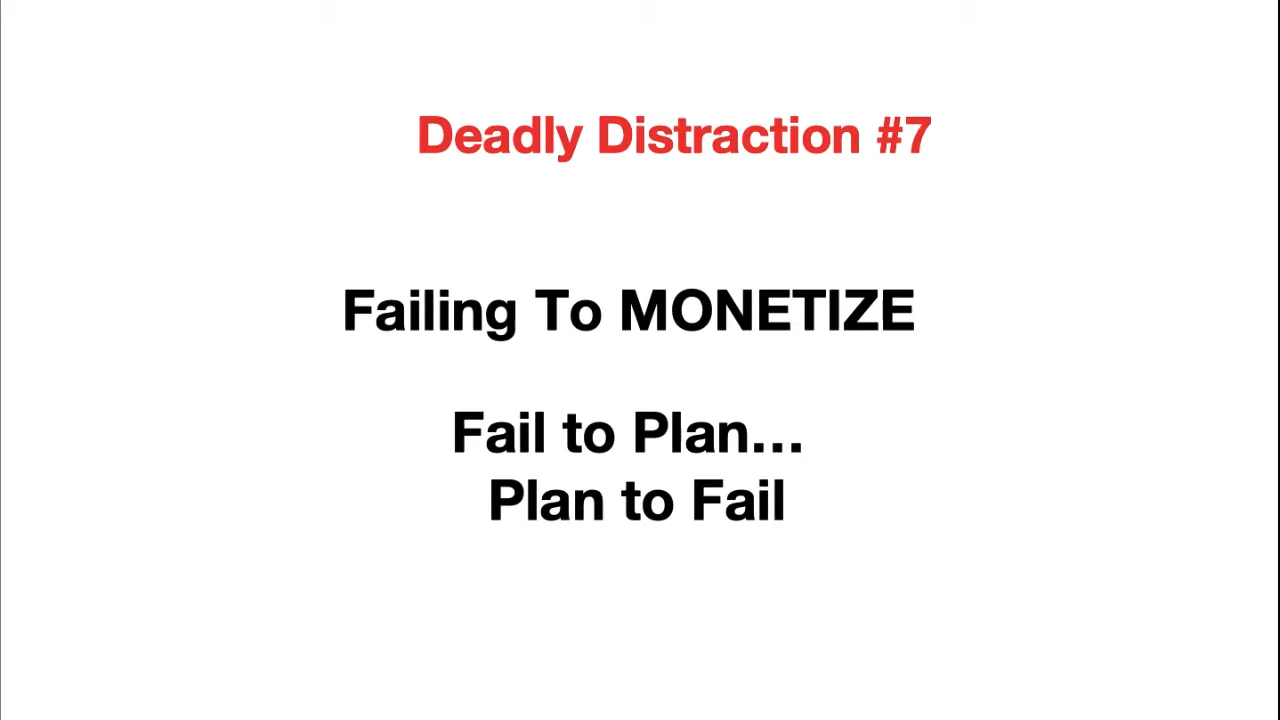 Deadly Distraction #7
Failing To MONETIZE
Fail to Plan...
Plan to Fail